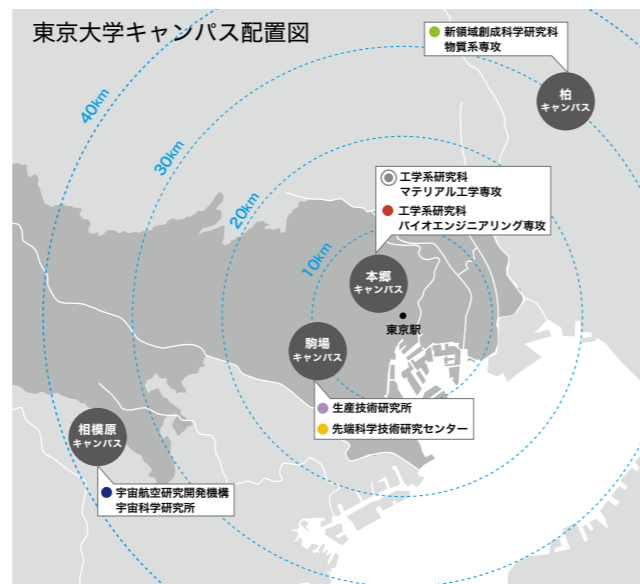 東京大学キャンパス配置図
新領域創成科学研究科
物質系専攻
柏
キャンパス
40km
30km
20km
10km
工学系研究科
マテリアル工学専攻
工学系研究科
バイオエンジニアリング専攻
本郷
キャンパス
東京駅
駒場
キャンパス
生産技術研究所
先端科学技術研究センター
相模原
キャンパス
宇宙航空研究開発機構
宇宙科学研究所